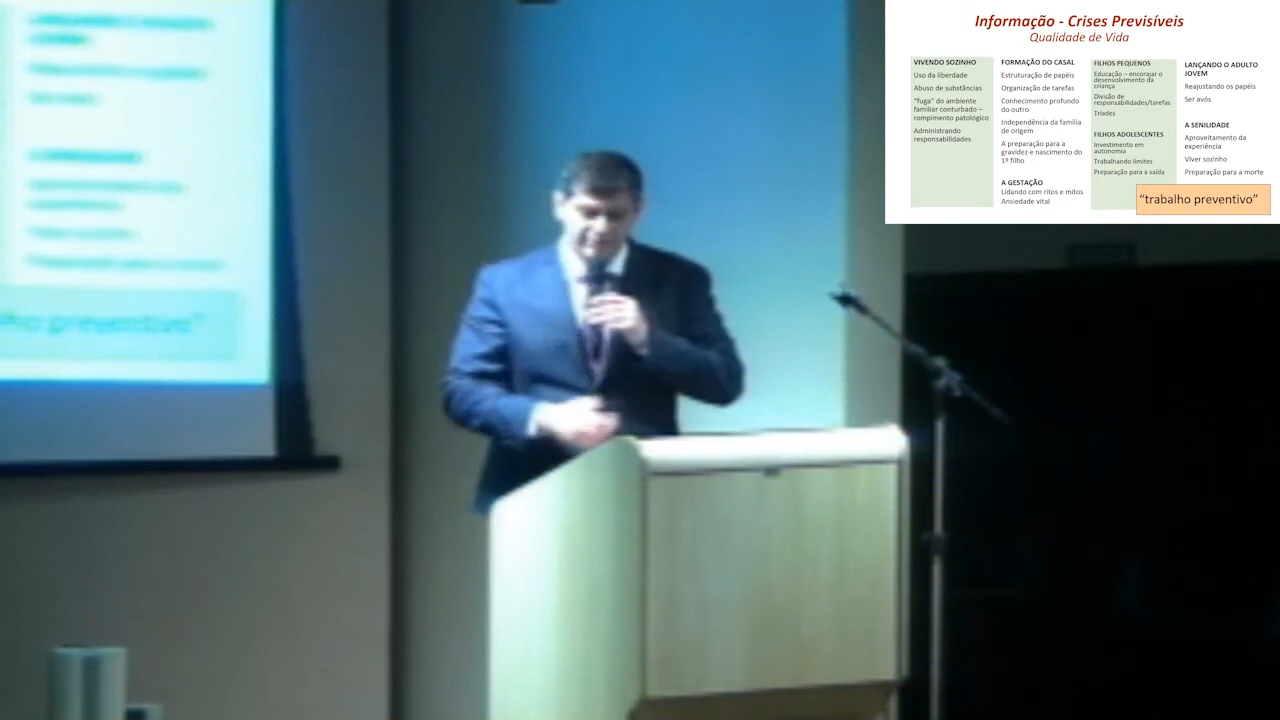 Informação - Crises Previsíveis
Qualidade de Vida
VIVENDO SOZINHO
Uso da liberdade
Abuso de substâncias
"fuga" do ambiente
familiar conturbado –
rompimento patológico
Administrando
responsabilidades
FORMAÇÃO DO CASAL
Estruturação de papéis
Organização de tarefas
Conhecimento profundo
do outro
Independência da família
de origem
A preparação para a
gravidez e nascimento do
1º filho
A GESTAÇÃO
Lidando com ritos e mitos
Ansiedade vital
FILHOS PEQUENOS
Educação – encorajar o
desenvolvimento da
criança
Divisão de
responsabilidades/tarefas
Tríades
FILHOS ADOLESCENTES
Investimento em
autonomia
Trabalhando limites
Preparação para a saída
LANÇANDO O ADULTO
JOVEM
Reajustando os papéis
Ser avós
A SENILIDADE
Aproveitamento da
experiência
Viver sozinho
Preparação para a morte
"trabalho preventivo"
preventivo"